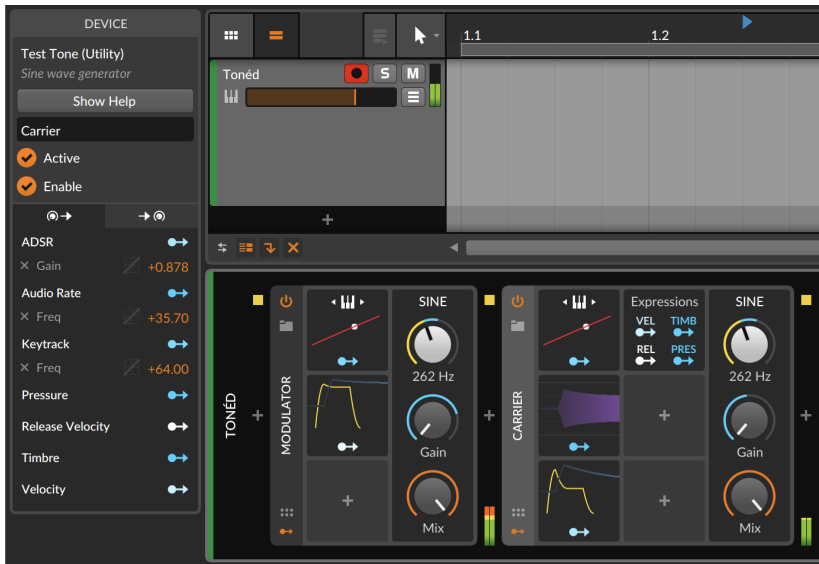 DEVICE
Test Tone (Utility)
Sine wave generator
Show Help
Carrier
Active
Enable
ADSR
× Gain +0.878
Audio Rate
× Freq +35.70
Keytrack
× Freq +64.00
Pressure
Release Velocity
Timbre
Velocity
1.1 1.2
Tonéd S M
+
TONÉD
+
MODULATOR
SINE
262 Hz
Gain
+
Mix
+
CARRIER
Expressions
VEL TIMB
REL PRES
+
+
SINE
262 Hz
Gain
Mix
+